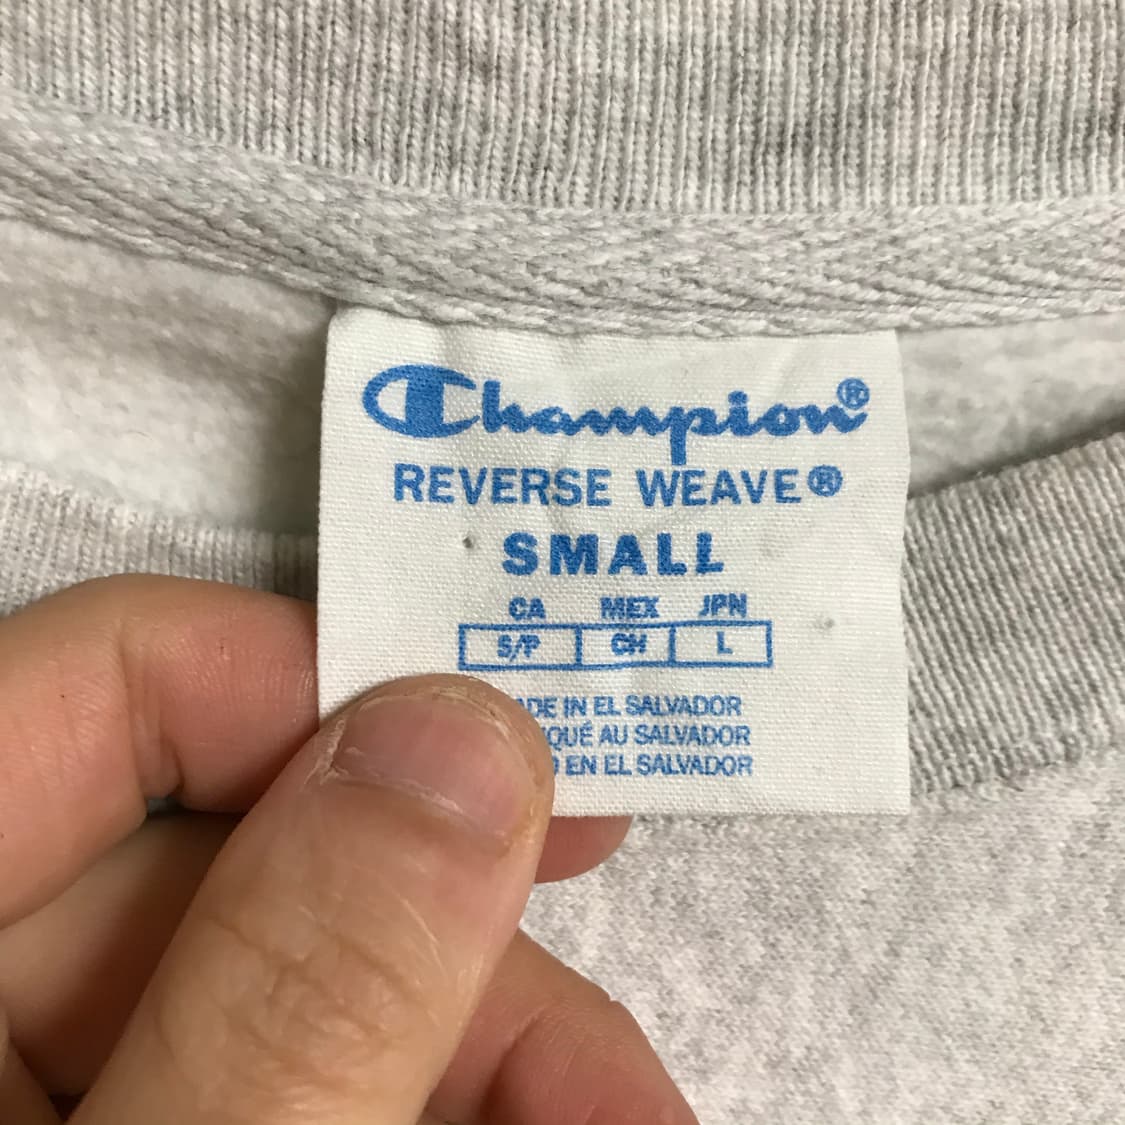 Champion®
REVERSE WEAVE®
SMALL
CA MEX JPN
S/P CH L
IN EL SALVADOR
AU SALVADOR
EN EL SALVADOR